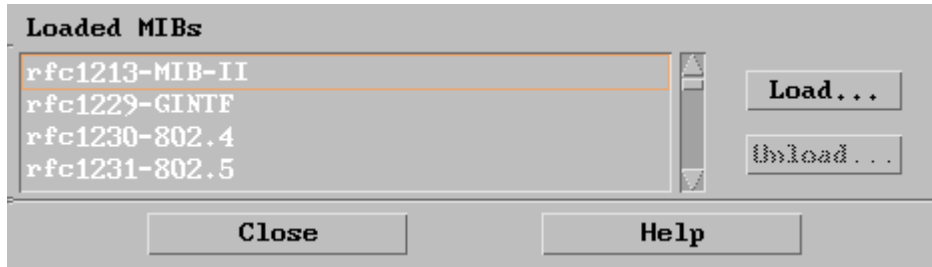 Loaded MIBs
rfc1213-MIB-II
rfc1229-GINTF
rfc1230-802.4
rfc1231-802.5
Load...
Unload...
Close
Help